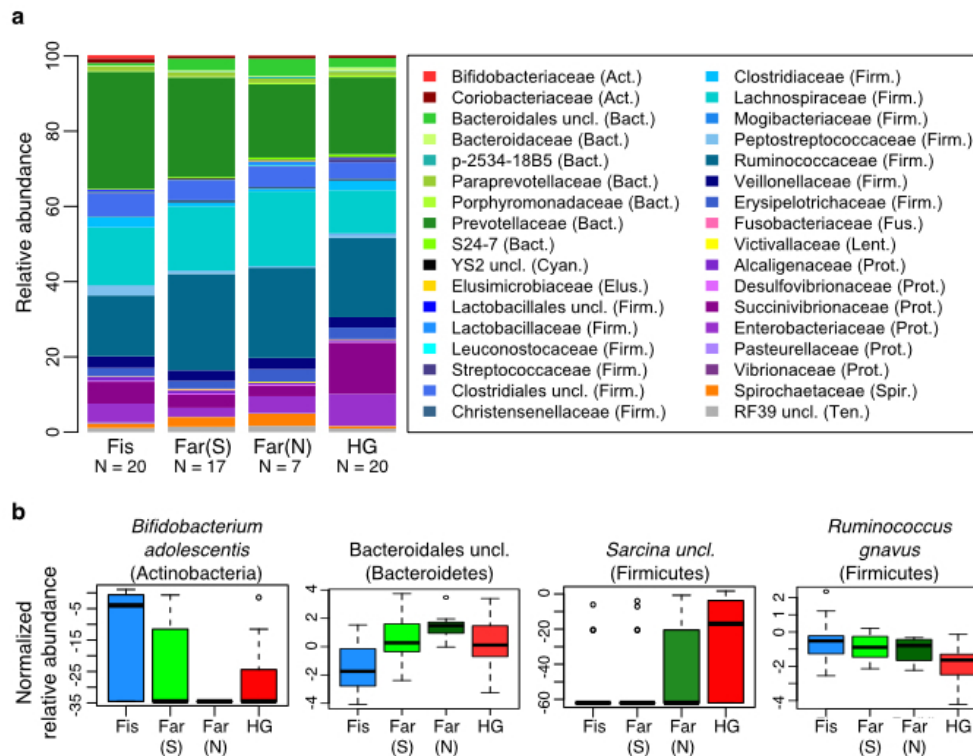 a
Relative abundance
100
80
60
40
20
0
Fis
N = 20
Far(S)
N = 17
Far(N)
N = 7
HG
N = 20
Bifidobacteriaceae (Act.)
Coriobacteriaceae (Act.)
Bacteroidales uncl. (Bact.)
Bacteroidaceae (Bact.)
p-2534-18B5 (Bact.)
Paraprevotellaceae (Bact.)
Porphyromonadaceae (Bact.)
Prevotellaceae (Bact.)
S24-7 (Bact.)
YS2 uncl. (Cyan.)
Elusimicrobiaceae (Elus.)
Lactobacillales uncl. (Firm.)
Lactobacillaceae (Firm.)
Leuconostocaceae (Firm.)
Streptococcaceae (Firm.)
Clostridiales uncl. (Firm.)
Christensenellaceae (Firm.)
Clostridiaceae (Firm.)
Lachnospiraceae (Firm.)
Mogibacteriaceae (Firm.)
Peptostreptococcaceae (Firm.)
Ruminococcaceae (Firm.)
Veillonellaceae (Firm.)
Erysipelotrichaceae (Firm.)
Fusobacteriaceae (Fus.)
Victivallaceae (Lent.)
Alcaligenaceae (Prot.)
Desulfovibrionaceae (Prot.)
Succinivibrionaceae (Prot.)
Enterobacteriaceae (Prot.)
Pasteurellaceae (Prot.)
Vibrionaceae (Prot.)
Spirochaetaceae (Spir.)
RF39 uncl. (Ten.)
b
Normalized
relative abundance
Bifidobacterium
adolescentis
(Actinobacteria)
-5
-15
-25
-35
Fis
Far
(S)
Far
(N)
HG
Bacteroidales uncl.
(Bacteroidetes)
4
2
0
-2
-4
Fis
Far
(S)
Far
(N)
HG
Sarcina uncl.
(Firmicutes)
0
-20
-40
-60
Fis
Far
(S)
Far
(N)
HG
Ruminococcus
gnavus
(Firmicutes)
2
0
-2
-4
Fis
Far
(S)
Far
(N)
HG